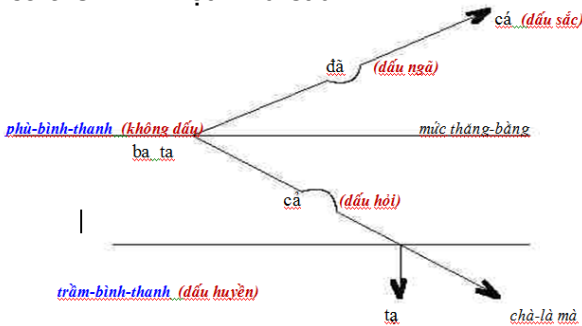 cá (dấu sắc)
đã (dấu ngã)
phù-bình-thanh (không dấu)
mức thăng-bằng
ba ta
cả (dấu hỏi)
trầm-bình-thanh (dấu huyền)
tạ
chà-là mà